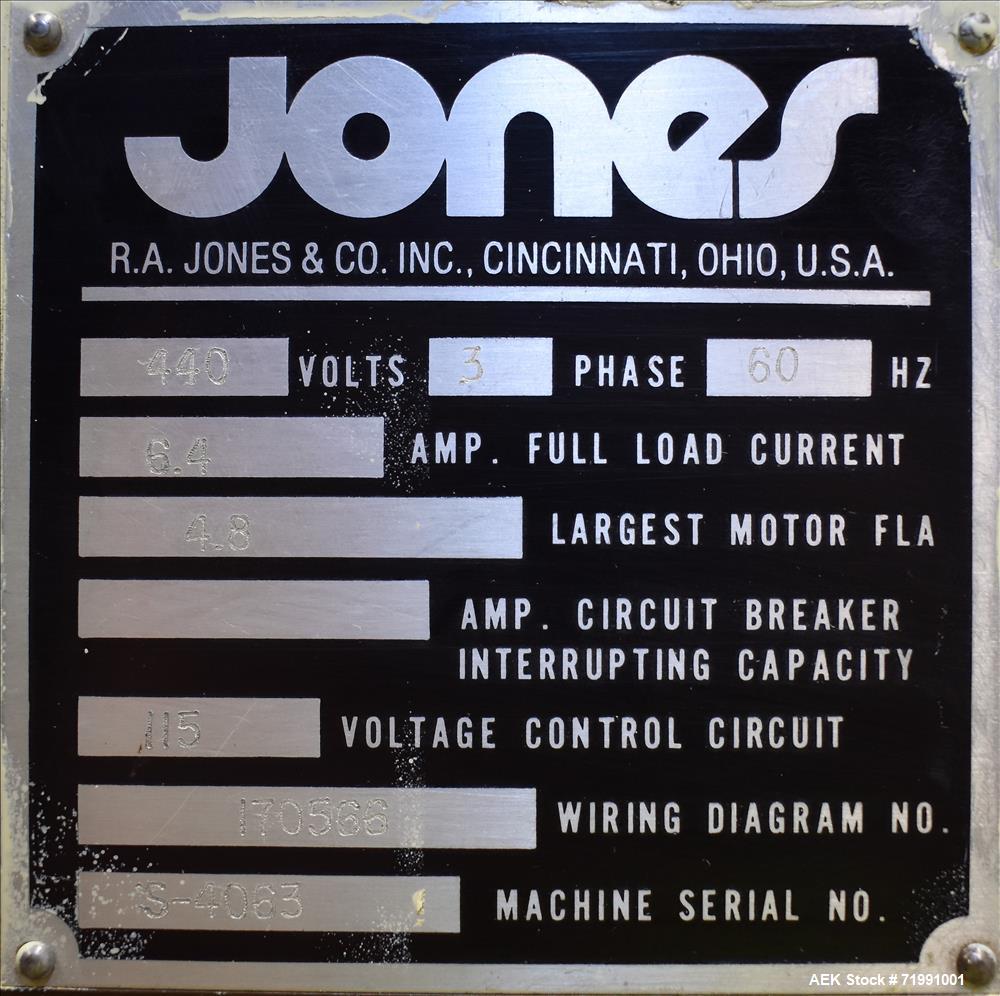 Jones
R.A. JONES & CO. INC., CINCINNATI, OHIO, U.S.A.
440 VOLTS 3 PHASE 60 HZ
6.4 AMP. FULL LOAD CURRENT
4.8 LARGEST MOTOR FLA
AMP. CIRCUIT BREAKER
INTERRUPTING CAPACITY
115 VOLTAGE CONTROL CIRCUIT
170566 WIRING DIAGRAM NO.
S-4063 MACHINE SERIAL NO.
AEK Stock # 71991001